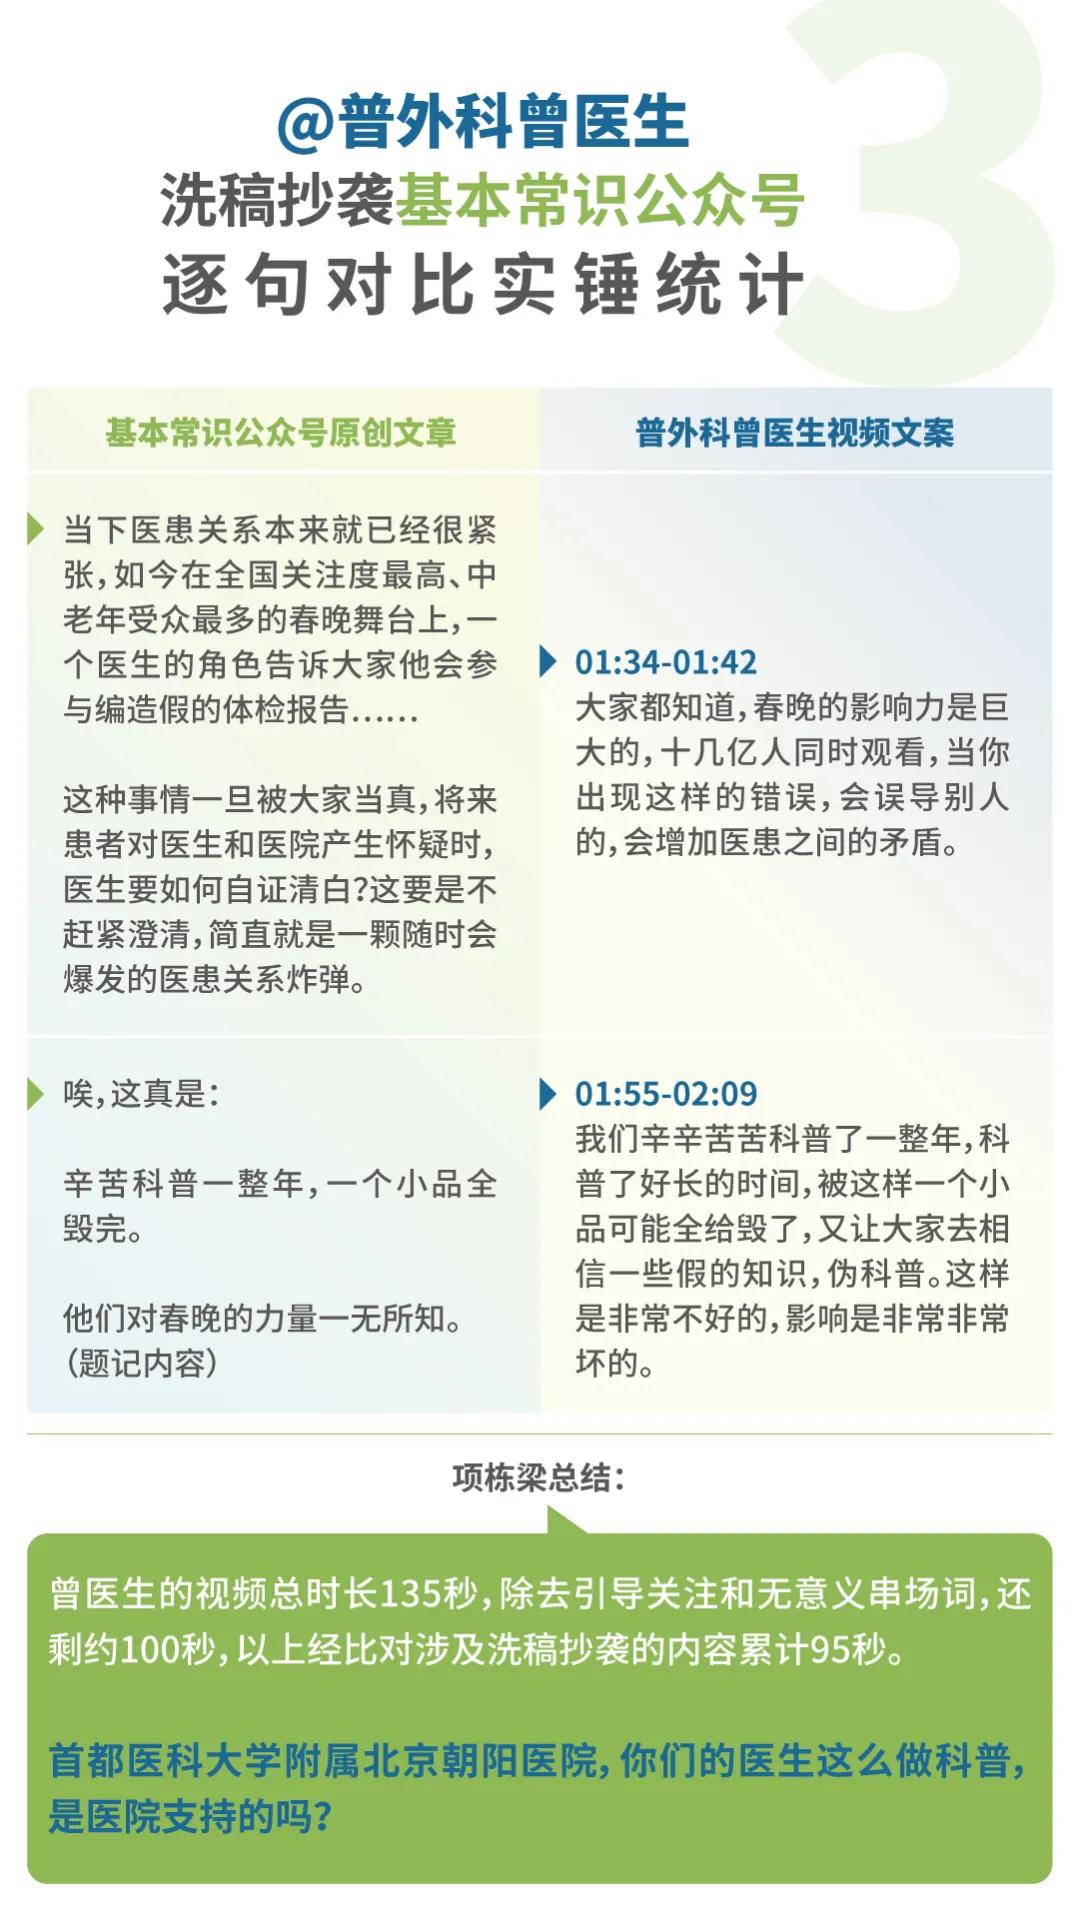 3
@普外科曾医生
洗稿抄袭基本常识公众号
逐句对比实锤统计
基本常识公众号原创文章
普外科曾医生视频文案
当下医患关系本来就已经很紧
张，如今在全国关注度最高、中
老年受众最多的春晚舞台上，一
个医生的角色告诉大家他会参
与编造假的体检报告……
这种事情一旦被大家当真，将来
患者对医生和医院产生怀疑时，
医生要如何自证清白？这要是不
赶紧澄清，简直就是一颗随时会
爆发的医患关系炸弹。
01:34-01:42
大家都知道，春晚的影响力是巨
大的，十几亿人同时观看，当你
出现这样的错误，会误导别人
的，会增加医患之间的矛盾。
唉，这真是：
辛苦科普一整年，一个小品全
毁完。
他们对春晚的力量一无所知。
（题记内容）
01:55-02:09
我们辛辛苦苦科普了一整年，科
普了好长的时间，被这样一个小
品可能全给毁了，又让大家去相
信一些假的知识，伪科普。这样
是非常不好的，影响是非常非常
坏的。
项栋梁总结：
曾医生的视频总时长135秒，除去引导关注和无意义串场词，还
剩约100秒，以上经比对涉及洗稿抄袭的内容累计95秒。
首都医科大学附属北京朝阳医院，你们的医生这么做科普，
是医院支持的吗？